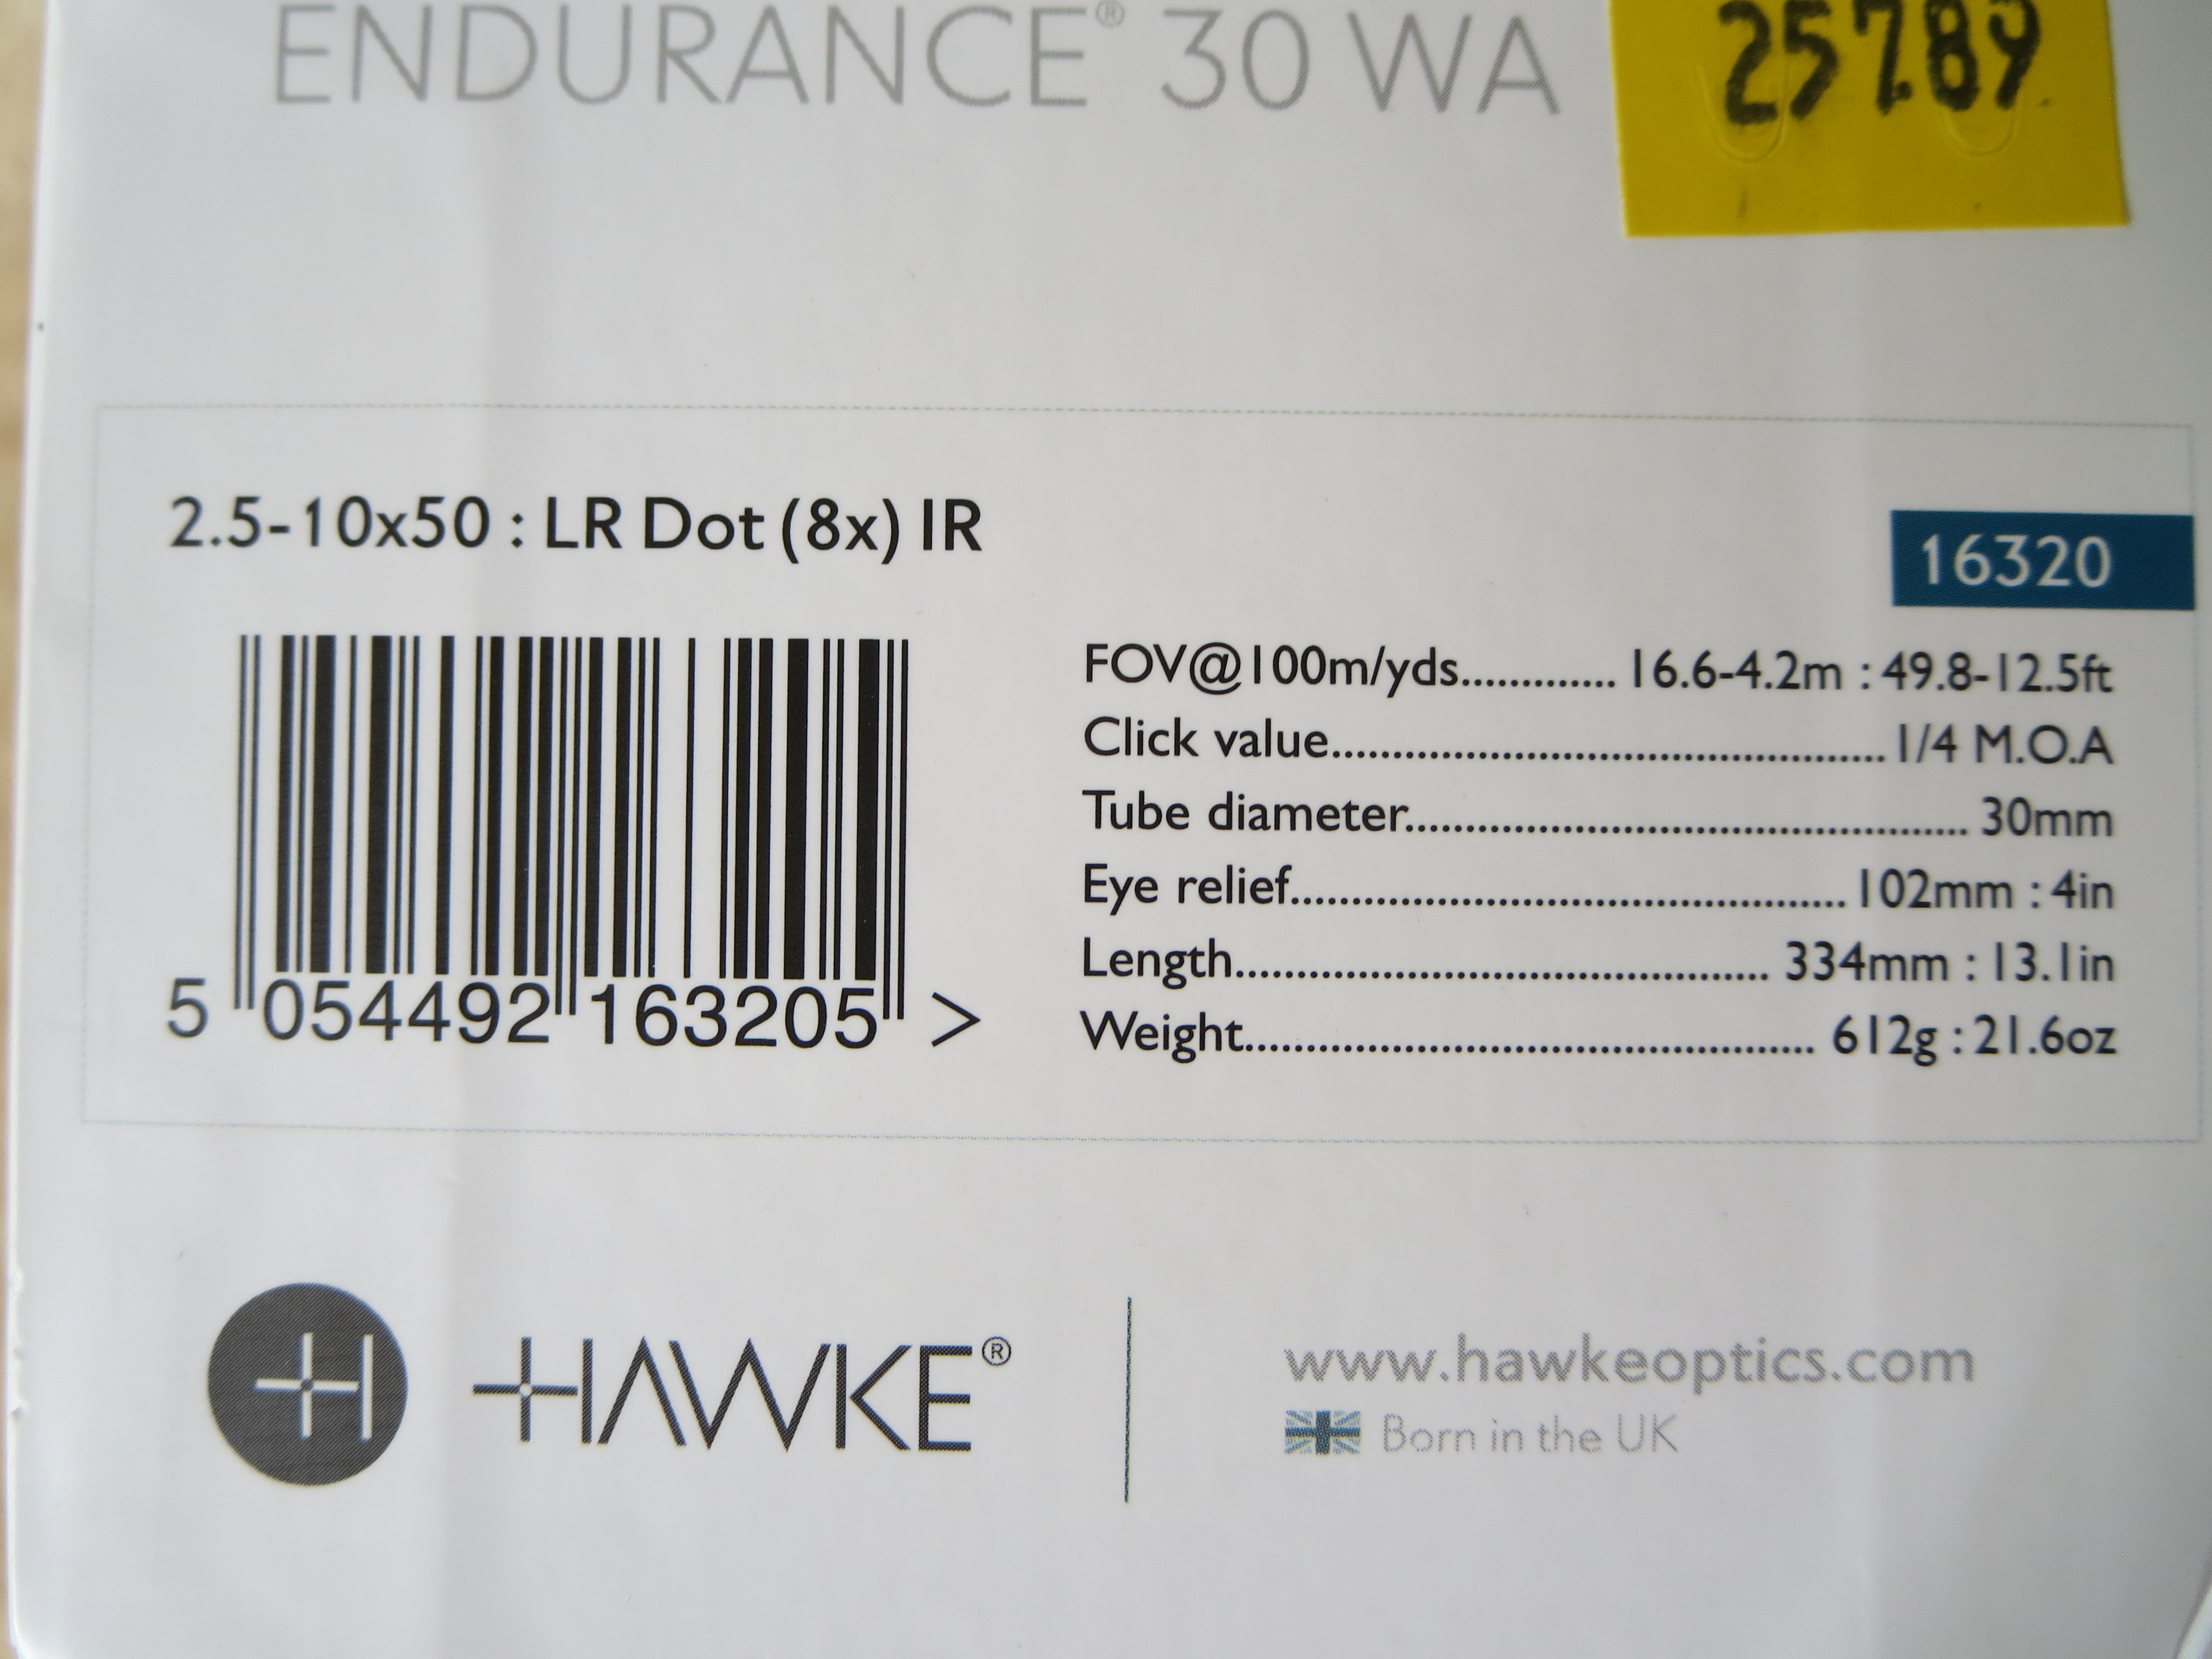 ENDURANCE® 30 WA
25789
2.5-10x50 : LR Dot (8x) IR
16320
5 054492 163205 >
FOV@100m/yds............. 16.6-4.2m : 49.8-12.5ft
Click value.............................................. 1/4 M.O.A
Tube diameter............................................... 30mm
Eye relief.............................................. 102mm : 4in
Length............................................. 334mm : 13.1in
Weight............................................... 612g : 21.6oz
HAWKE®
www.hawkeoptics.com
Born in the UK